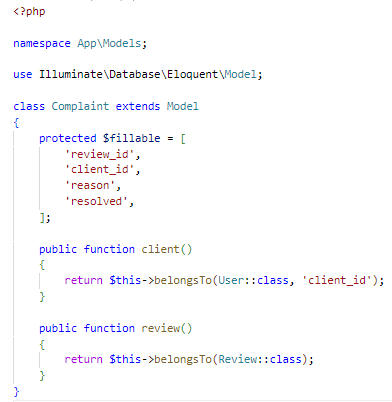 <?php
namespace App\Models;
use Illuminate\Database\Eloquent\Model;
class Complaint extends Model
{
    protected $fillable = [
        'review_id',
        'client_id',
        'reason',
        'resolved',
    ];
    public function client()
    {
        return $this->belongsTo(User::class, 'client_id');
    }
    public function review()
    {
        return $this->belongsTo(Review::class);
    }
}